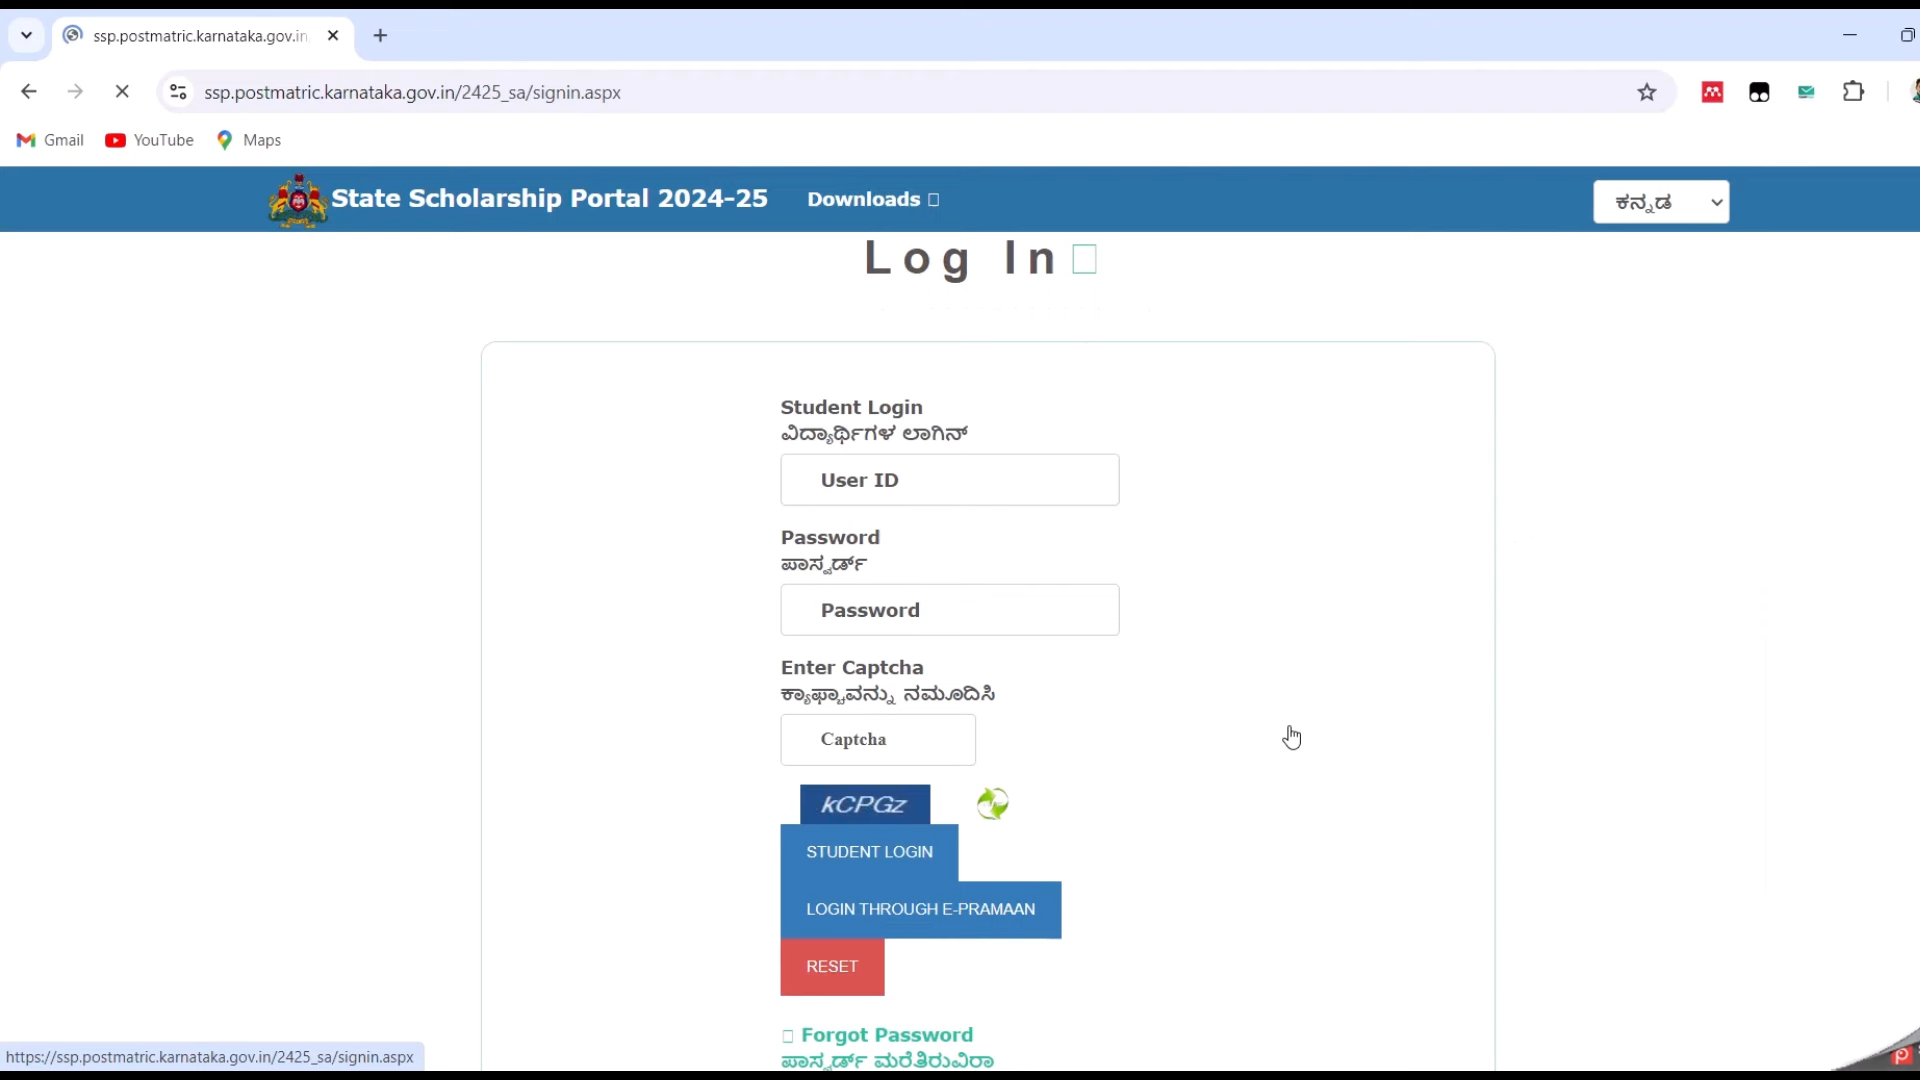 ssp.postmatric.karnataka.gov.in
ssp.postmatric.karnataka.gov.in/2425_sa/signin.aspx
Gmail YouTube Maps
State Scholarship Portal 2024-25 Downloads ಕನ್ನಡ
Log In
Student Login
ವಿದ್ಯಾರ್ಥಿಗಳ ಲಾಗಿನ್
User ID
Password
ಪಾಸ್ವರ್ಡ್
Password
Enter Captcha
ಕ್ಯಾಫ್ಚಾವನ್ನು ನಮೂದಿಸಿ
Captcha
kCPGz
STUDENT LOGIN
LOGIN THROUGH E-PRAMAAN
RESET
Forgot Password
ಪಾಸ್ವರ್ಡ್ ಮರೆತಿರುವಿರಾ
https://ssp.postmatric.karnataka.gov.in/2425_sa/signin.aspx